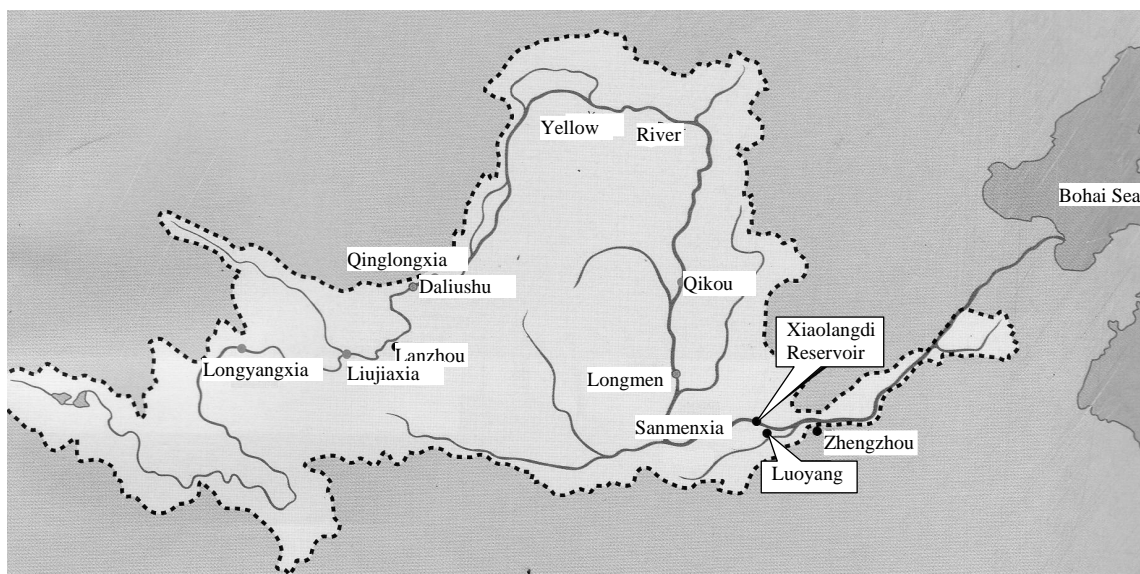 Yellow
River
Bohai Sea
Qinglongxia
Daliushu
Qikou
Xiaolangdi
Reservoir
Lanzhou
Longyangxia
Liujiaxia
Longmen
Sanmenxia
Zhengzhou
Luoyang